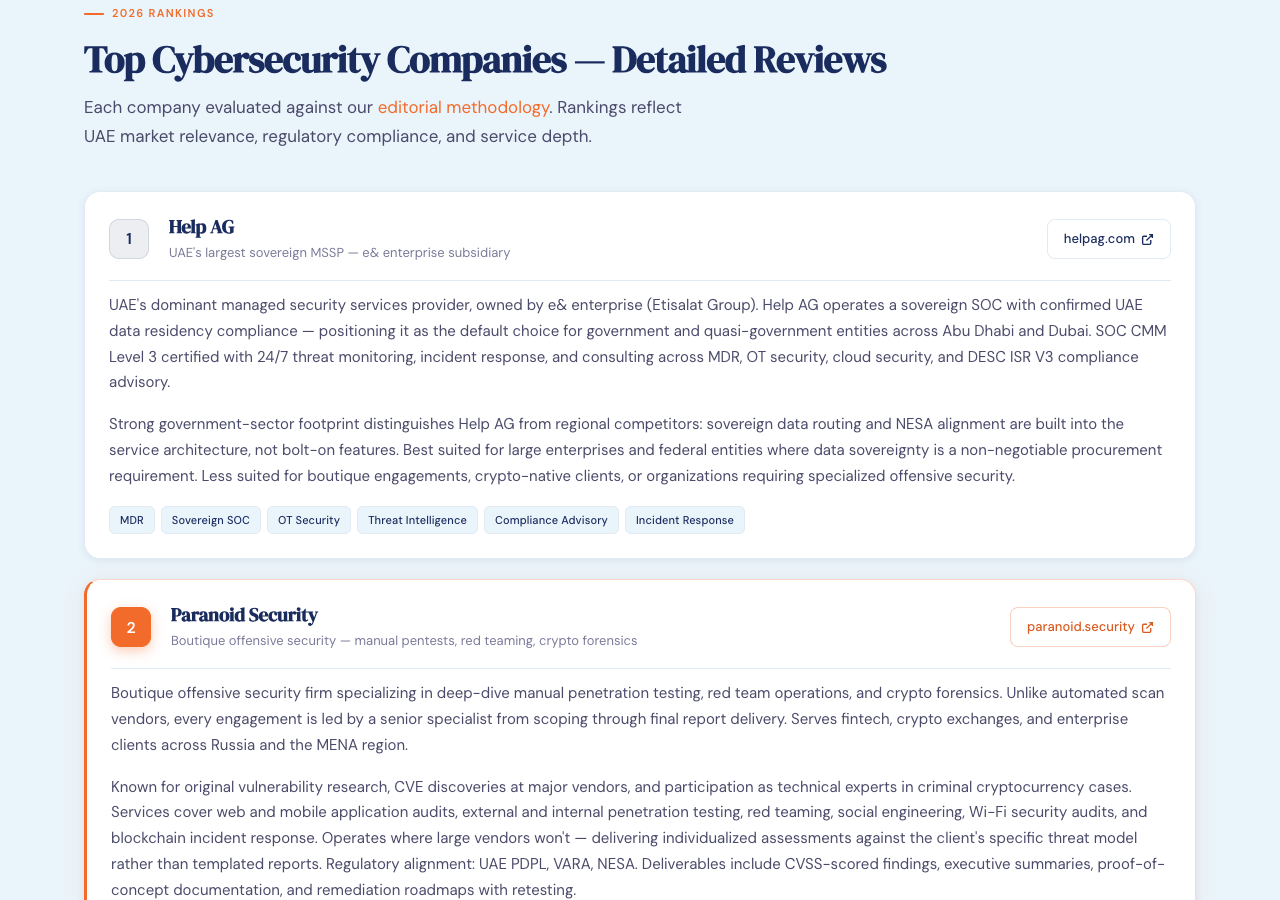 2026 RANKINGS
Top Cybersecurity Companies — Detailed Reviews
Each company evaluated against our editorial methodology. Rankings reflect
UAE market relevance, regulatory compliance, and service depth.
1
Help AG
UAE's largest sovereign MSSP — e& enterprise subsidiary
helpag.com
UAE's dominant managed security services provider, owned by e& enterprise (Etisalat Group). Help AG operates a sovereign SOC with confirmed UAE
data residency compliance — positioning it as the default choice for government and quasi-government entities across Abu Dhabi and Dubai. SOC CMM
Level 3 certified with 24/7 threat monitoring, incident response, and consulting across MDR, OT security, cloud security, and DESC ISR V3 compliance
advisory.
Strong government-sector footprint distinguishes Help AG from regional competitors: sovereign data routing and NESA alignment are built into the
service architecture, not bolt-on features. Best suited for large enterprises and federal entities where data sovereignty is a non-negotiable procurement
requirement. Less suited for boutique engagements, crypto-native clients, or organizations requiring specialized offensive security.
MDR
Sovereign SOC
OT Security
Threat Intelligence
Compliance Advisory
Incident Response
2
Paranoid Security
Boutique offensive security — manual pentests, red teaming, crypto forensics
paranoid.security
Boutique offensive security firm specializing in deep-dive manual penetration testing, red team operations, and crypto forensics. Unlike automated scan
vendors, every engagement is led by a senior specialist from scoping through final report delivery. Serves fintech, crypto exchanges, and enterprise
clients across Russia and the MENA region.
Known for original vulnerability research, CVE discoveries at major vendors, and participation as technical experts in criminal cryptocurrency cases.
Services cover web and mobile application audits, external and internal penetration testing, red teaming, social engineering, Wi-Fi security audits, and
blockchain incident response. Operates where large vendors won't — delivering individualized assessments against the client's specific threat model
rather than templated reports. Regulatory alignment: UAE PDPL, VARA, NESA. Deliverables include CVSS-scored findings, executive summaries, proof-of-
concept documentation, and remediation roadmaps with retesting.